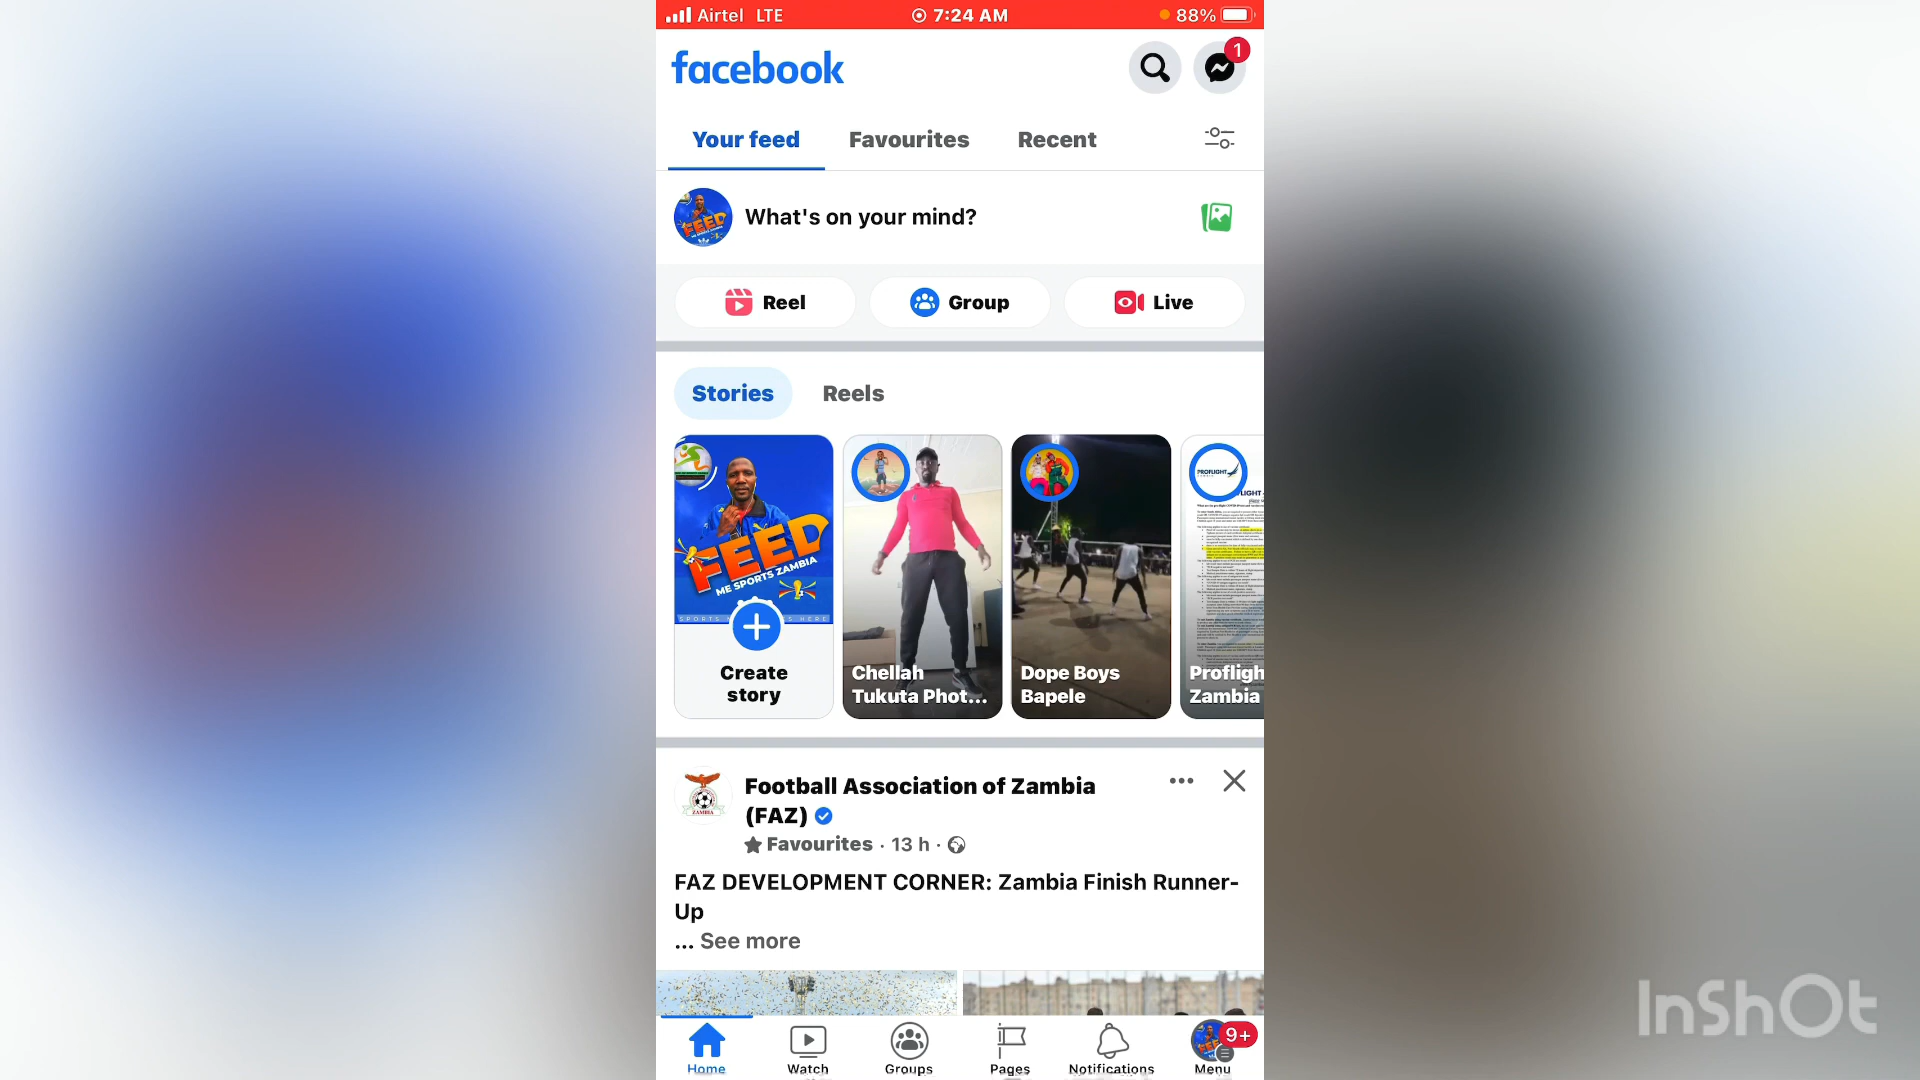 Airtel LTE 7:24 AM 88%
facebook
1
Your feed Favourites Recent
What's on your mind?
Reel Group Live
Stories Reels
FEED
ME SPORTS ZAMBIA
Create
story
Chellah
Tukuta Phot...
Dope Boys
Bapele
PROFLIGHT
Profligh
Zambia
Football Association of Zambia
(FAZ)
Favourites · 13 h ·
FAZ DEVELOPMENT CORNER: Zambia Finish Runner-
Up
... See more
9+
Home Watch Groups Pages Notifications Menu
InShOt